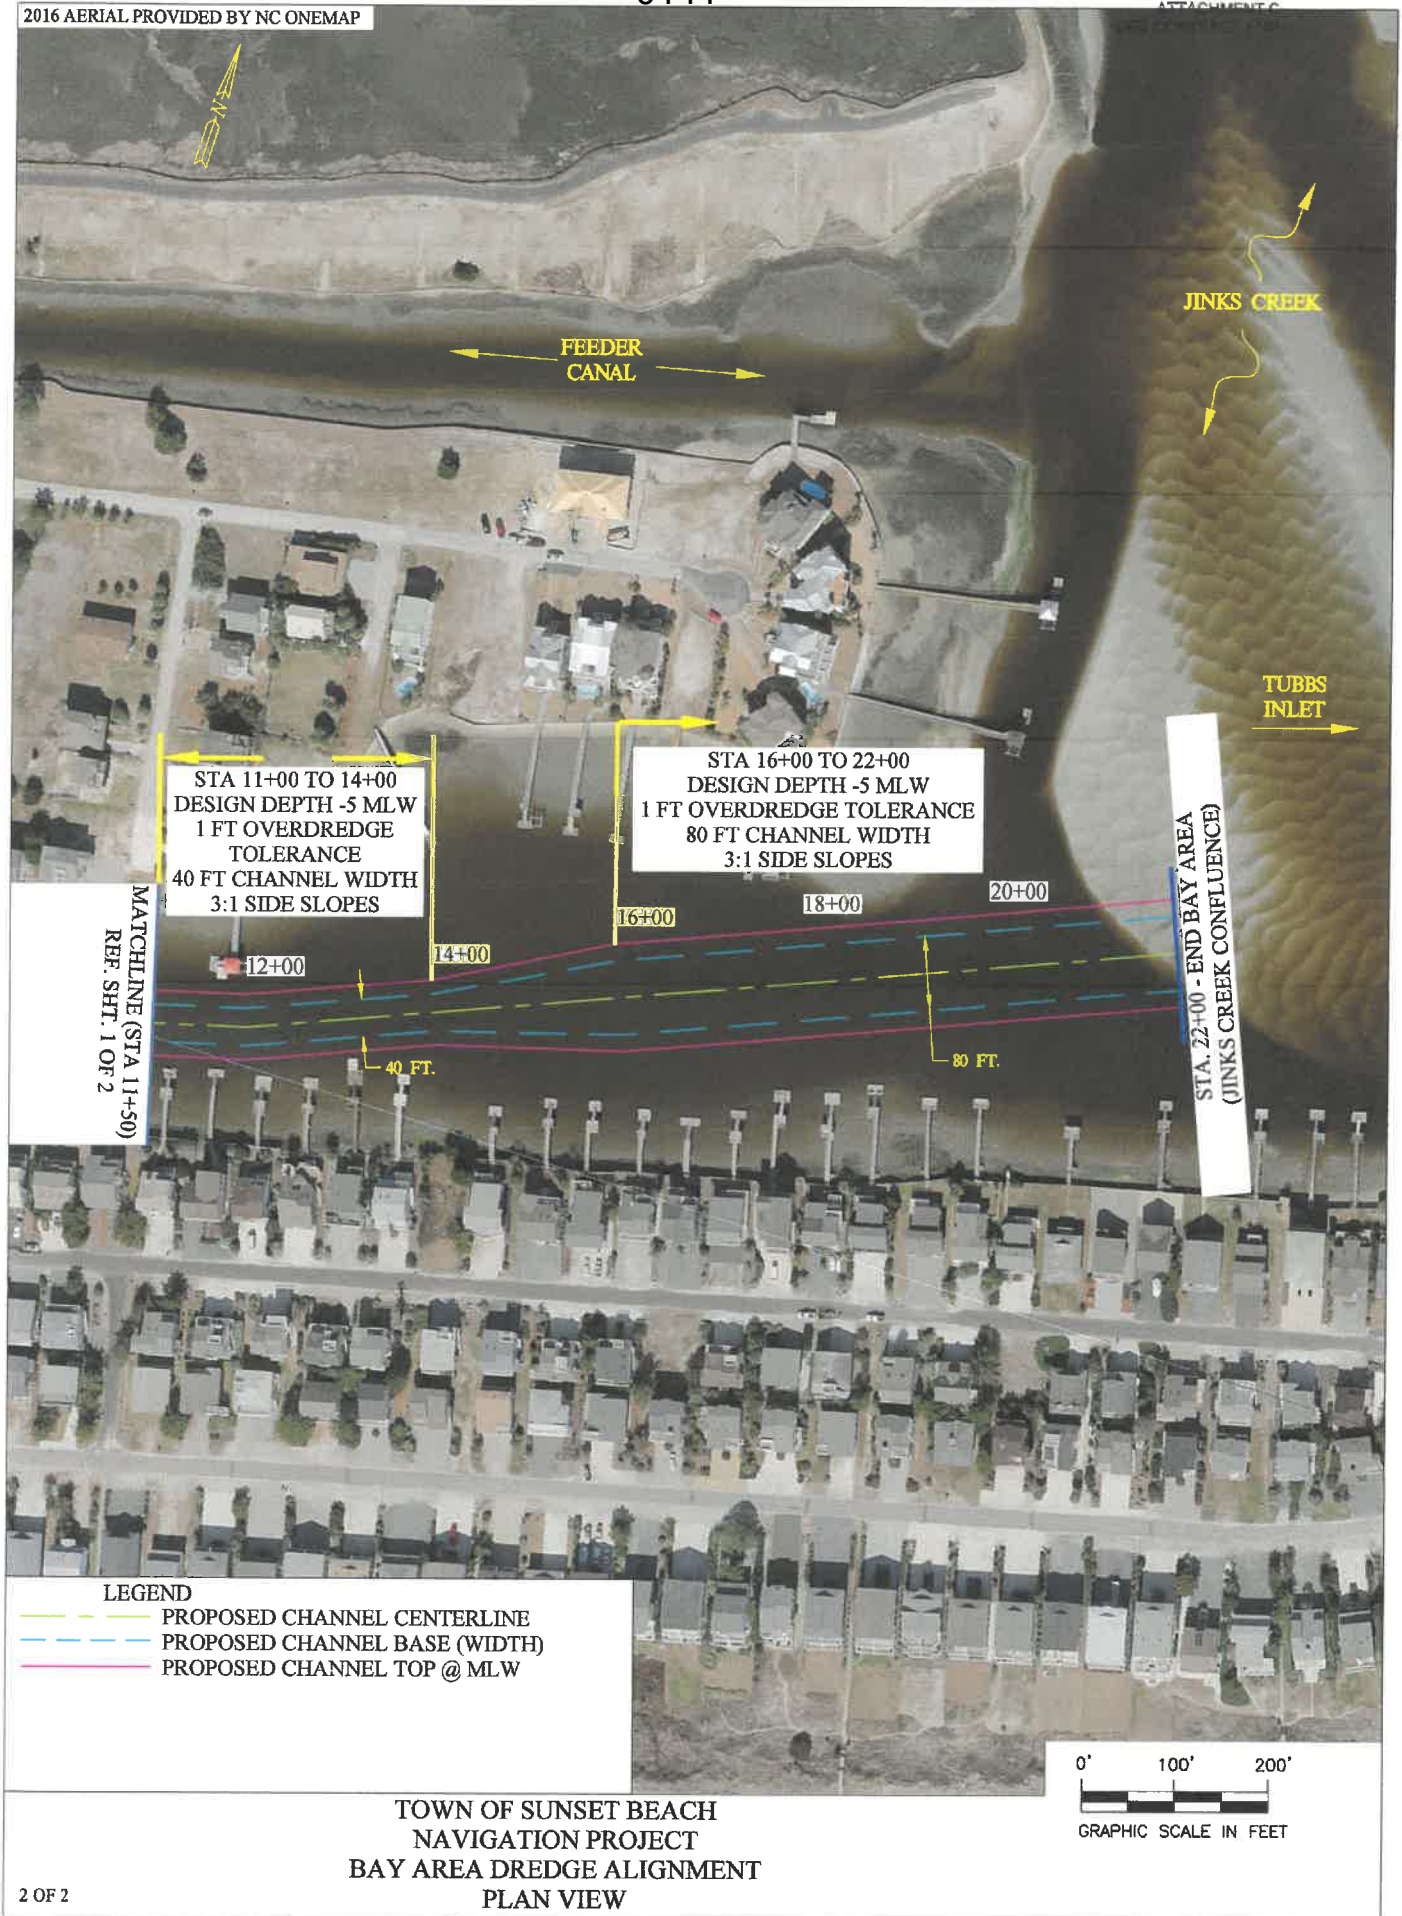 2016 AERIAL PROVIDED BY NC ONEMAP
ATTACHMENT C
N
JINKS CREEK
FEEDER
CANAL
TUBBS
INLET
STA 11+00 TO 14+00
DESIGN DEPTH -5 MLW
1 FT OVERDREDGE
TOLERANCE
40 FT CHANNEL WIDTH
3:1 SIDE SLOPES
STA 16+00 TO 22+00
DESIGN DEPTH -5 MLW
1 FT OVERDREDGE TOLERANCE
80 FT CHANNEL WIDTH
3:1 SIDE SLOPES
MATCHLINE (STA 11+50)
REF. SHT. 1 OF 2
12+00
14+00
16+00
18+00
20+00
STA. 22+00 - END BAY AREA
(JINKS CREEK CONFLUENCE)
40 FT.
80 FT.
LEGEND
PROPOSED CHANNEL CENTERLINE
PROPOSED CHANNEL BASE (WIDTH)
PROPOSED CHANNEL TOP @ MLW
0' 100' 200'
GRAPHIC SCALE IN FEET
TOWN OF SUNSET BEACH
NAVIGATION PROJECT
BAY AREA DREDGE ALIGNMENT
PLAN VIEW
2 OF 2